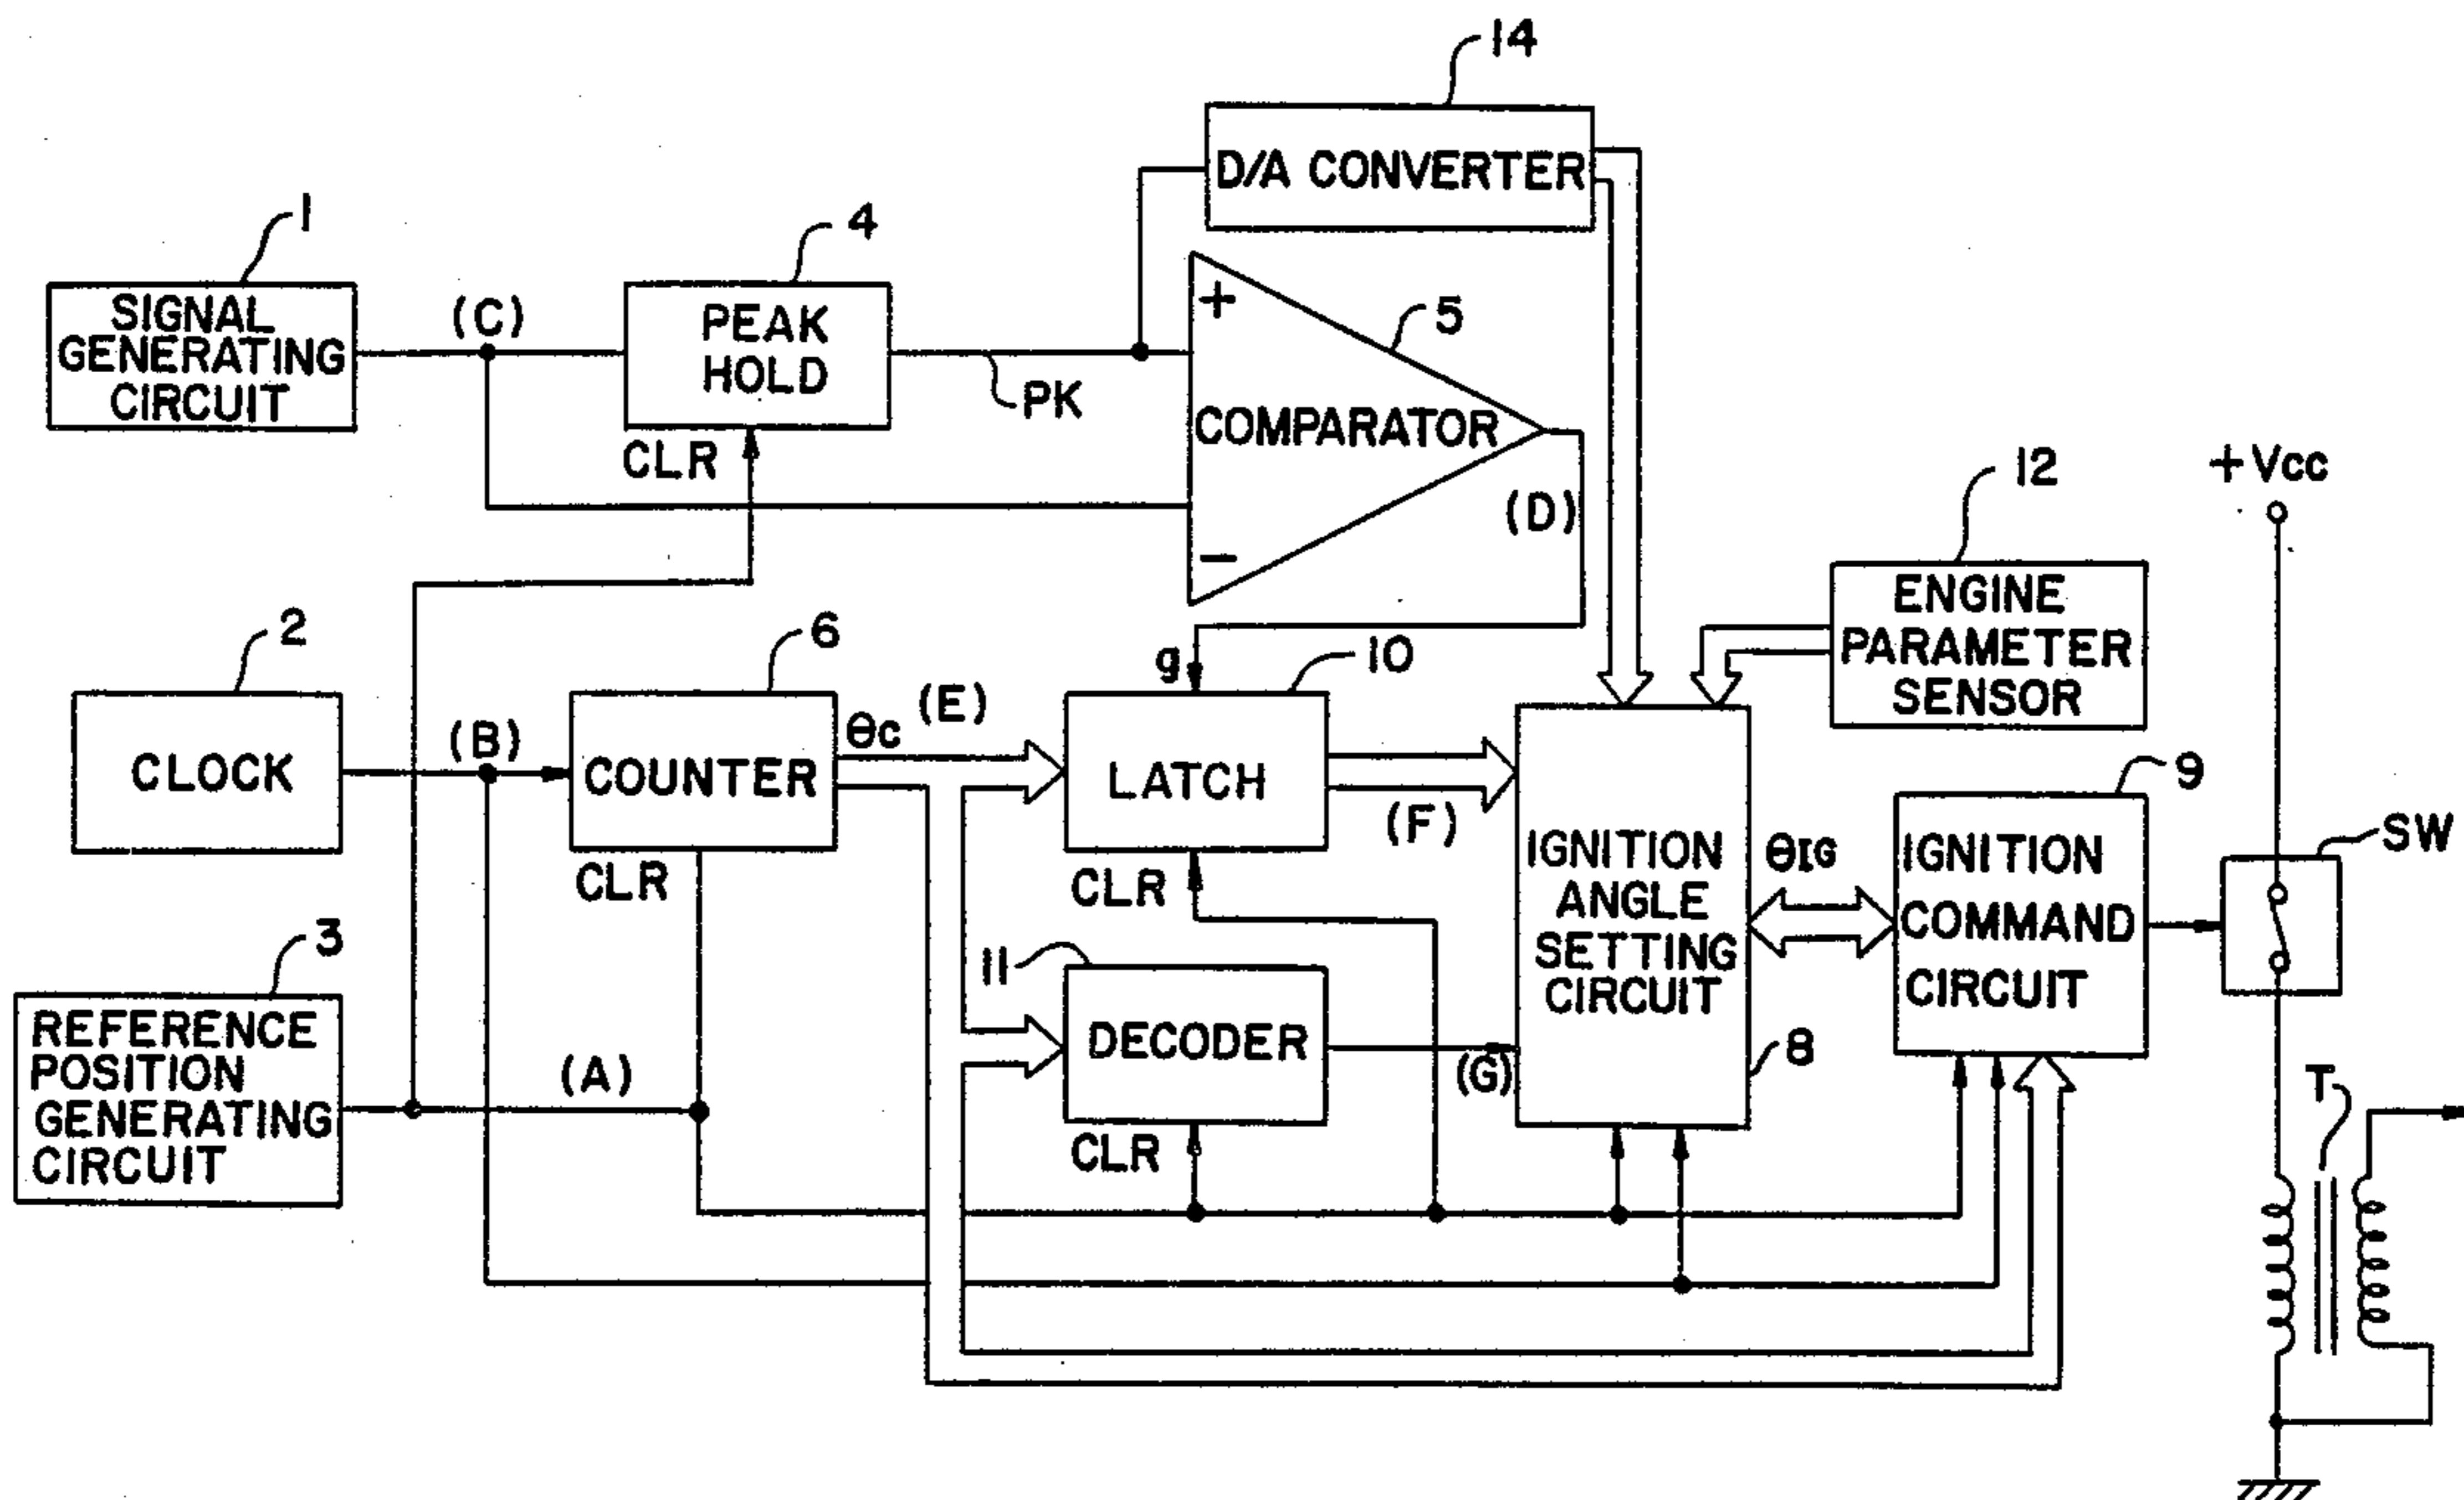 14
D/A CONVERTER
1
SIGNAL
GENERATING
CIRCUIT
(C)
4
PEAK
HOLD
CLR
PK
+
5
COMPARATOR
-
(D)
12
ENGINE
PARAMETER
SENSOR
+Vcc
2
CLOCK
(B)
6
COUNTER
CLR
θc
(E)
g
10
LATCH
CLR
(F)
3
REFERENCE
POSITION
GENERATING
CIRCUIT
(A)
11
DECODER
CLR
(G)
IGNITION
ANGLE
SETTING
CIRCUIT
8
θIG
9
IGNITION
COMMAND
CIRCUIT
SW
T